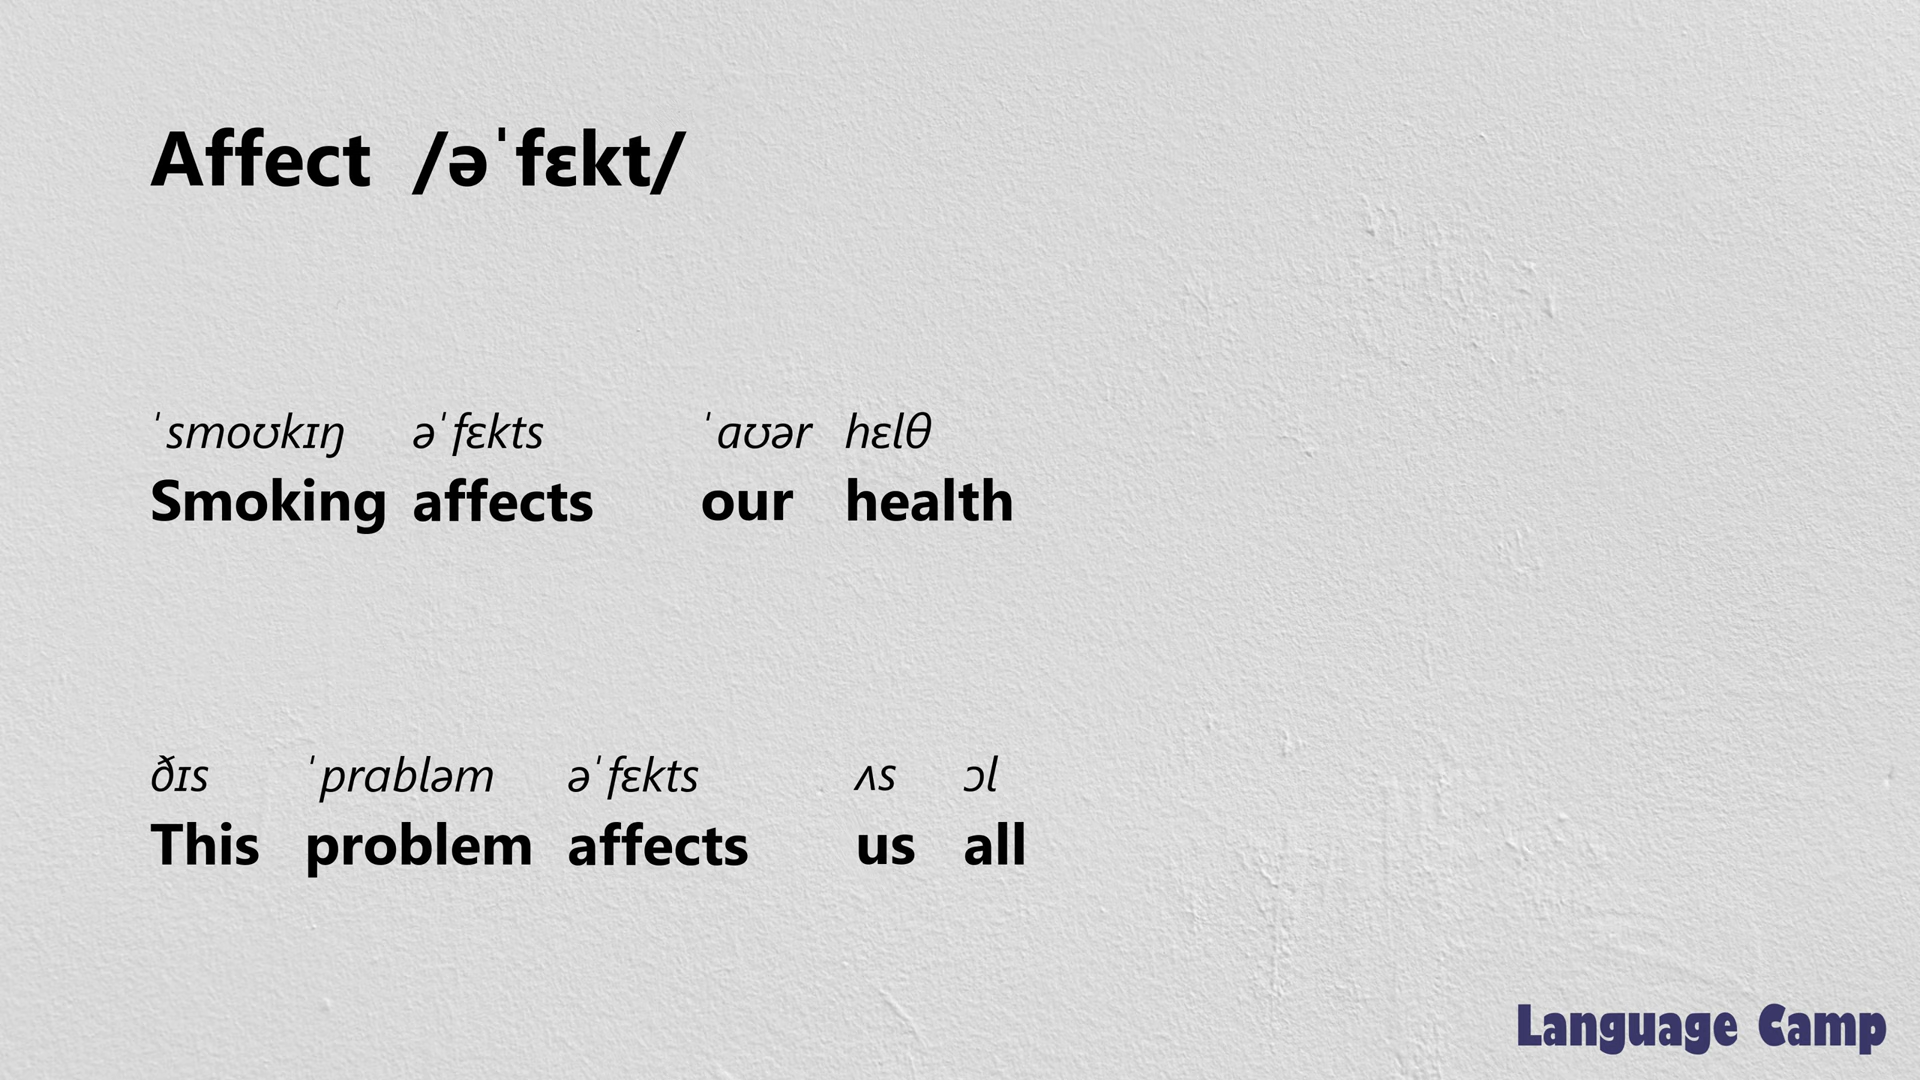 Affect /əˈfɛkt/
ˈsmoʊkɪŋ əˈfɛkts ˈaʊər hɛlθ
Smoking affects our health
ðɪs ˈprɑbləm əˈfɛkts ʌs ɔl
This problem affects us all
Language Camp